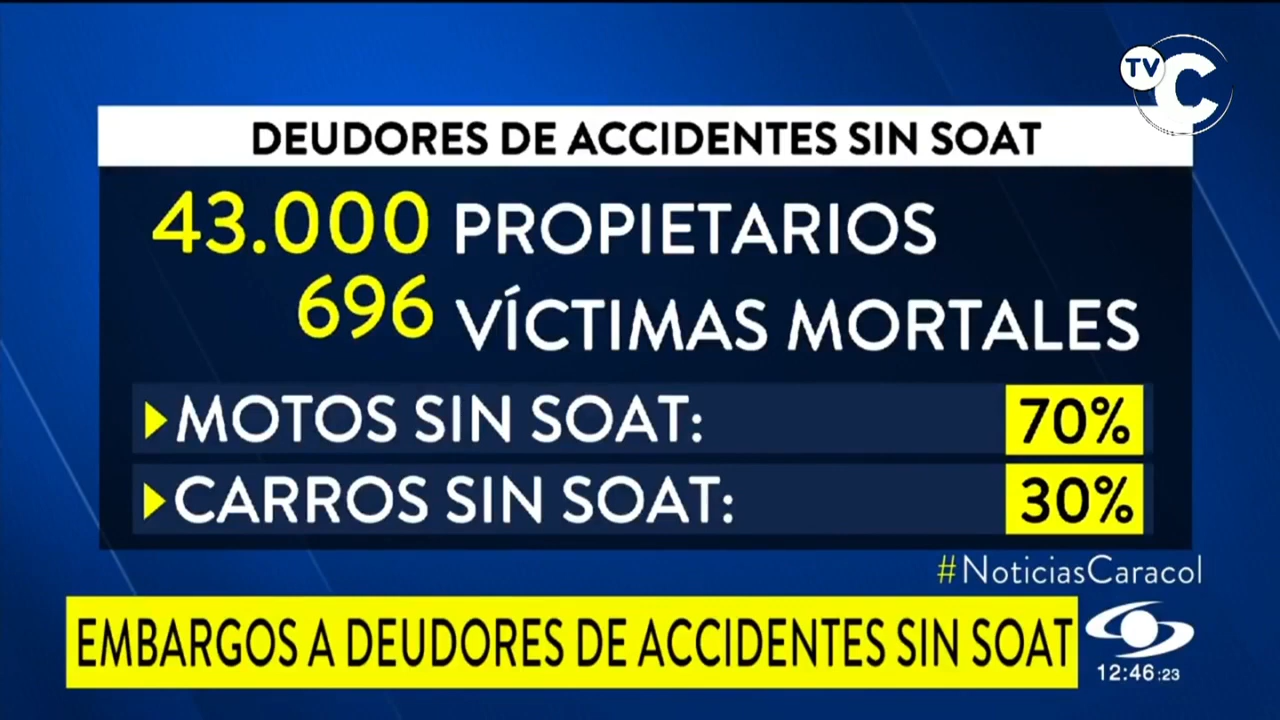 TV C
DEUDORES DE ACCIDENTES SIN SOAT
43.000 PROPIETARIOS
696 VÍCTIMAS MORTALES
MOTOS SIN SOAT: 70%
CARROS SIN SOAT: 30%
#NoticiasCaracol
EMBARGOS A DEUDORES DE ACCIDENTES SIN SOAT
12:46:23